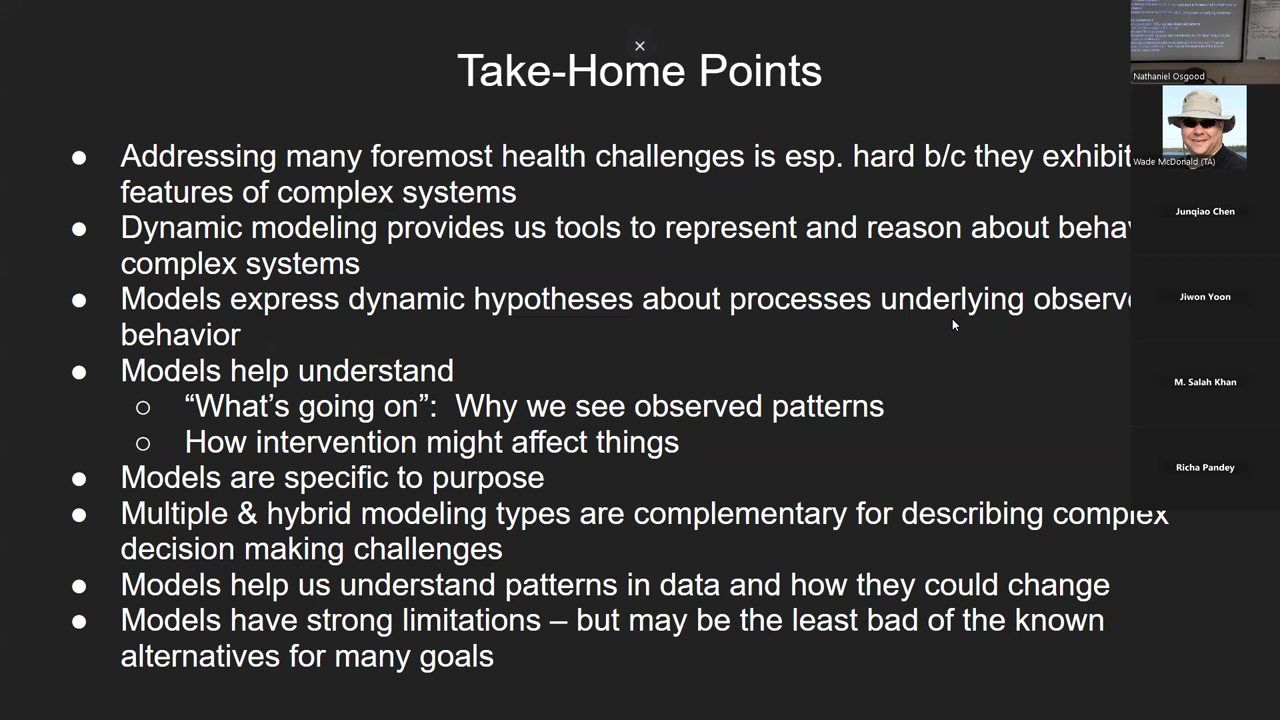 Take-Home Points
● Addressing many foremost health challenges is esp. hard b/c they exhibit
features of complex systems
● Dynamic modeling provides us tools to represent and reason about
complex systems
● Models express dynamic hypotheses about processes underlying
behavior
● Models help understand
○ “What’s going on”: Why we see observed patterns
○ How intervention might affect things
● Models are specific to purpose
● Multiple & hybrid modeling types are complementary for describing complex
decision making challenges
● Models help us understand patterns in data and how they could change
● Models have strong limitations – but may be the least bad of the known
alternatives for many goals
Nathaniel Osgood
Wade McDonald (TA)
Junqiao Chen
Jiwon Yoon
M. Salah Khan
Richa Pandey